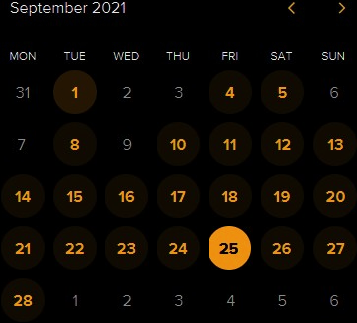 September 2021
MON TUE WED THU FRI SAT SUN
31 1 2 3 4 5 6
7 8 9 10 11 12 13
14 15 16 17 18 19 20
21 22 23 24 25 26 27
28 1 2 3 4 5 6